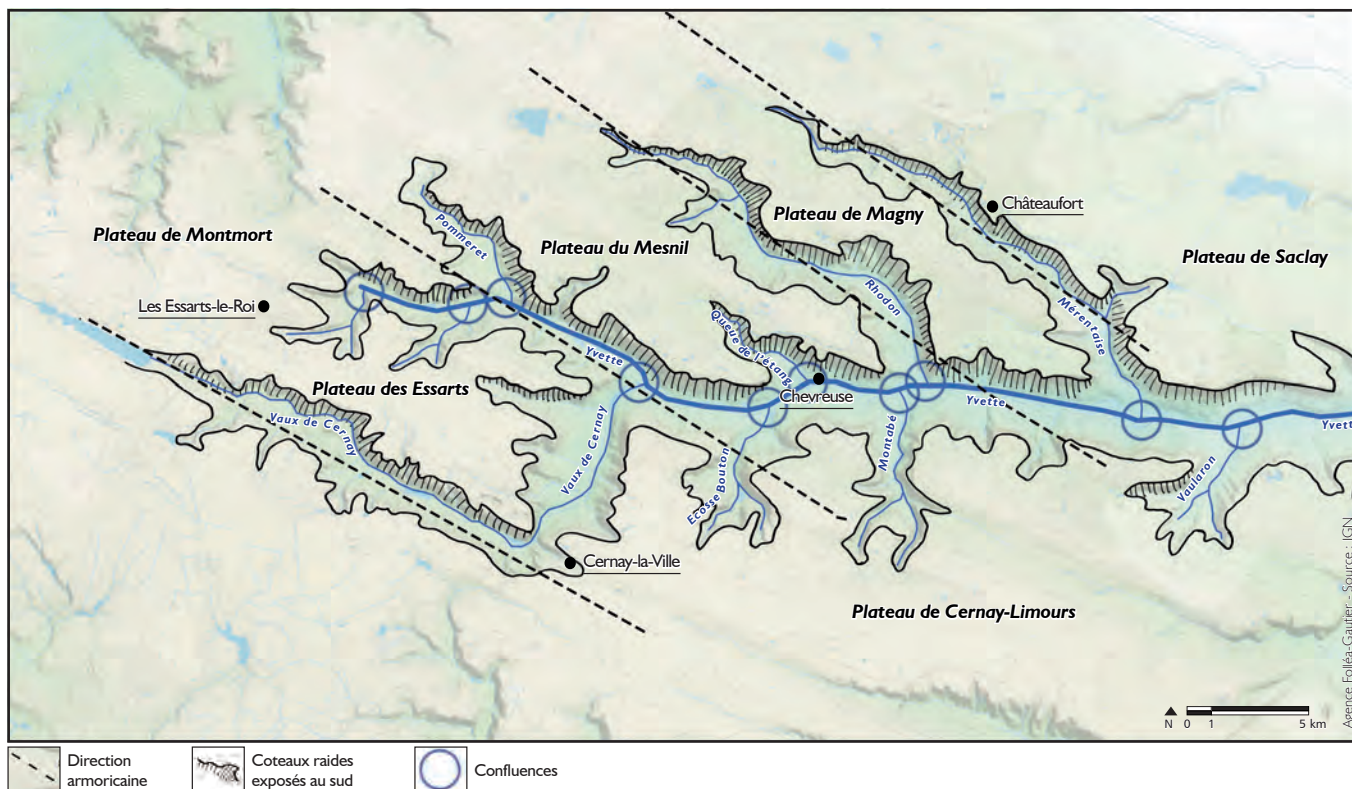 Châteaufort
Plateau de Magny
Pommeret
Plateau de Montmort
Plateau du Mesnil
Plateau de Saclay
Rhodon
Mérentaise
Les Essarts-le-Roi
Queue de l'étang
Yvette
Plateau des Essarts
Chevreuse
Yvette
Yvette
Vaux de Cernay
Vaux de Cernay
Ecosse Bouton
Montabé
Vaularon
Cernay-la-Ville
Plateau de Cernay-Limours
Agence Folléa-Gautier - Source : IGN
N 0 1 5 km
Direction
armoricaine
Coteaux raides
exposés au sud
Confluences